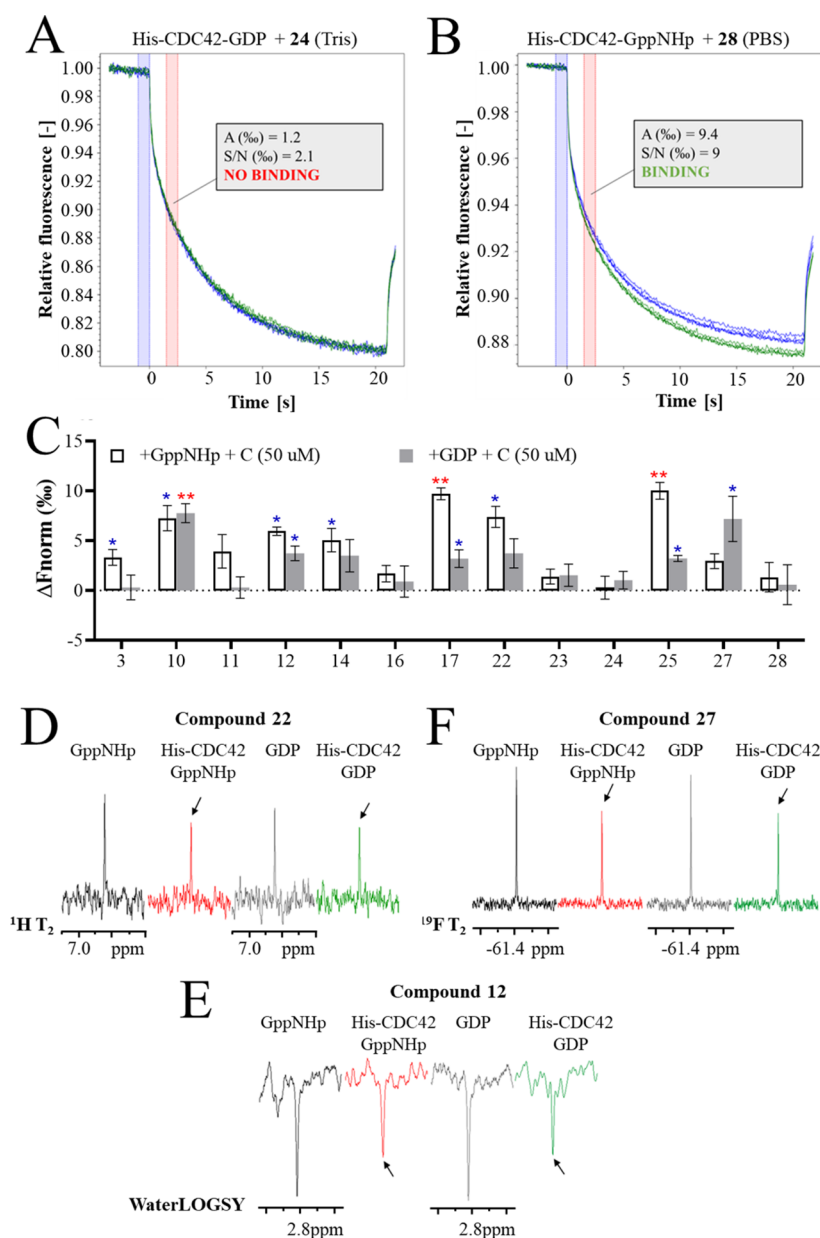 A
His-CDC42-GDP + 24 (Tris)
Relative fluorescence [-]
1.00
0.98
0.96
0.94
0.92
0.90
0.88
0.86
0.84
0.82
0.80
A (‰) = 1.2
S/N (‰) = 2.1
NO BINDING
0 5 10 15 20
Time [s]
B
His-CDC42-GppNHp + 28 (PBS)
Relative fluorescence [-]
1.00
0.98
0.96
0.94
0.92
0.90
0.88
A (‰) = 9.4
S/N (‰) = 9
BINDING
0 5 10 15 20
Time [s]
C
ΔFnorm (‰)
15
10
5
0
-5
+GppNHp + C (50 uM) +GDP + C (50 uM)
* * ** * * * ** * * ** * *
3 10 11 12 14 16 17 22 23 24 25 27 28
D
Compound 22
GppNHp His-CDC42 GppNHp GDP His-CDC42 GDP
¹H T₂
7.0 ppm 7.0 ppm
F
Compound 27
GppNHp His-CDC42 GppNHp GDP His-CDC42 GDP
¹⁹F T₂
-61.4 ppm -61.4 ppm
E
Compound 12
GppNHp His-CDC42 GppNHp GDP His-CDC42 GDP
WaterLOGSY
2.8ppm 2.8ppm